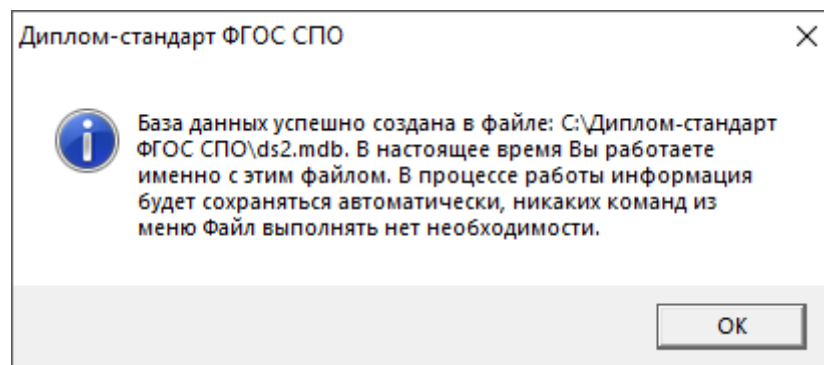 Диплом-стандарт ФГОС СПО
База данных успешно создана в файле: C:\Диплом-стандарт
ФГОС СПО\ds2.mdb. В настоящее время Вы работаете
именно с этим файлом. В процессе работы информация
будет сохраняться автоматически, никаких команд из
меню Файл выполнять нет необходимости.
OK